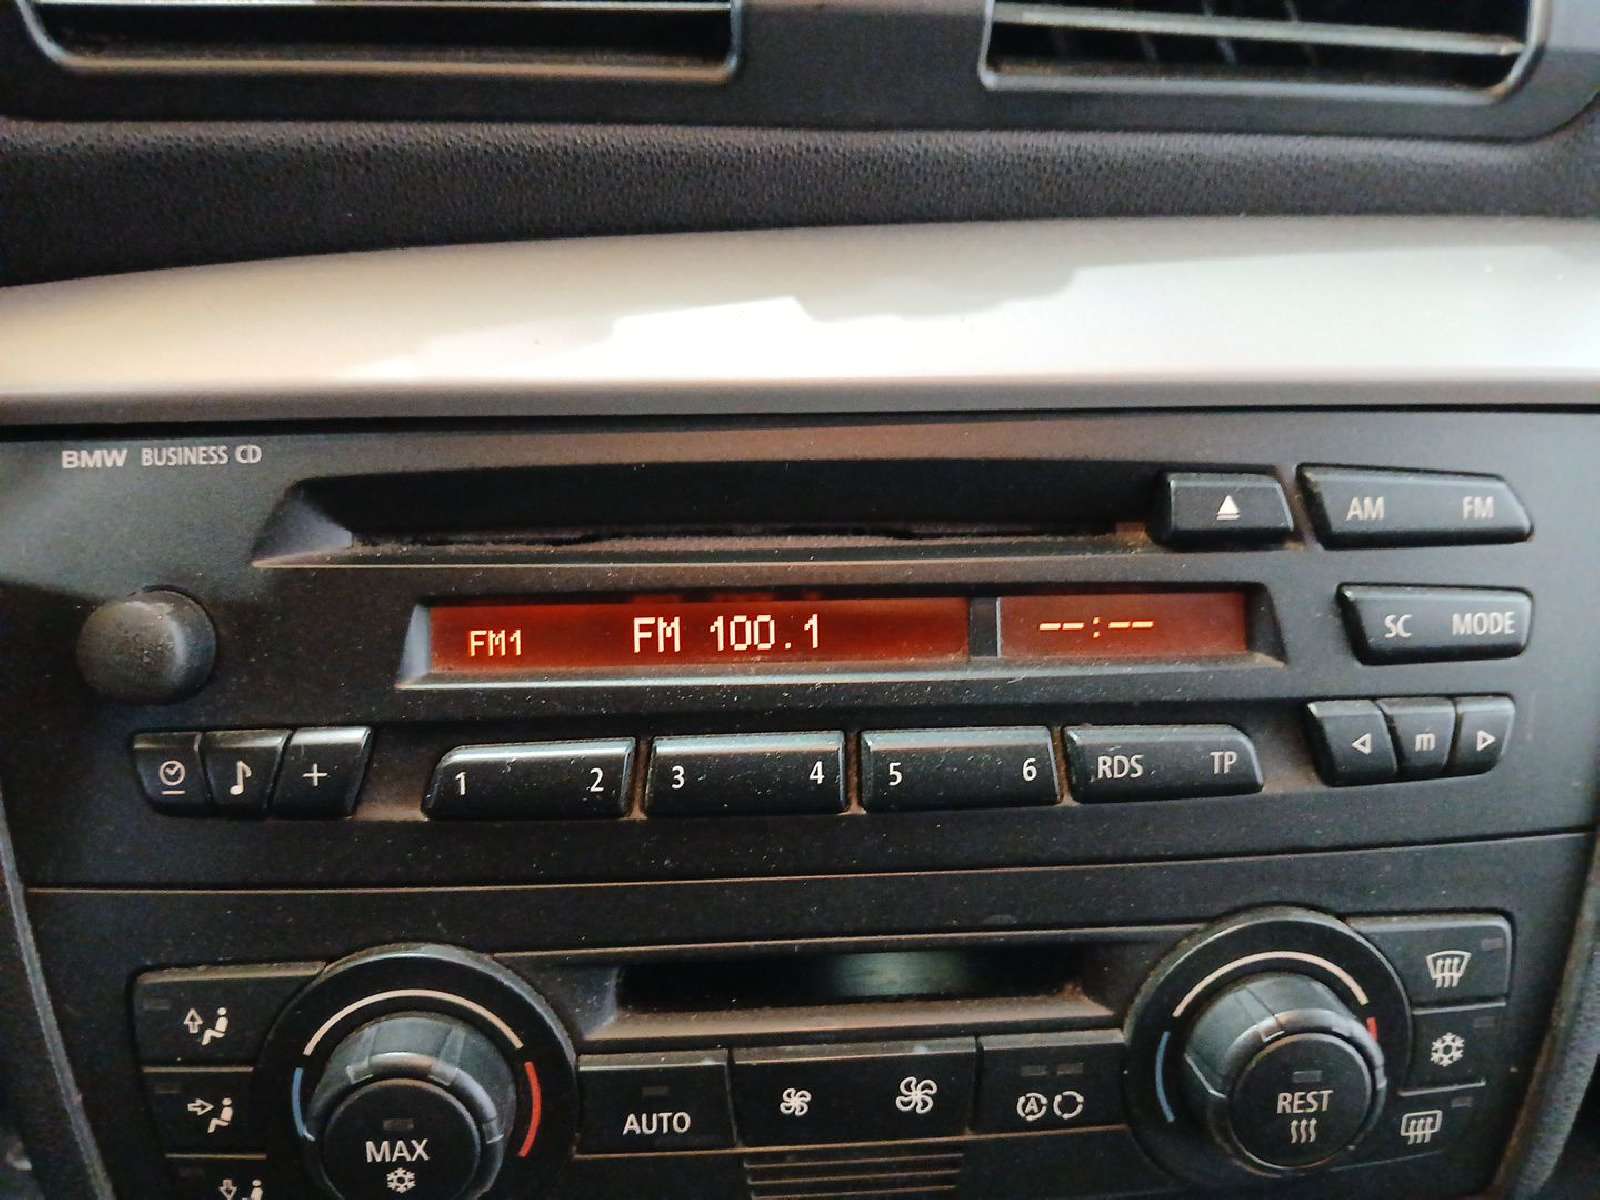 BMW BUSINESS CD
AM FM
FM1 FM 100.1 --:--
SC MODE
1 2 3 4 5 6 RDS TP
m
AUTO
MAX
A
REST